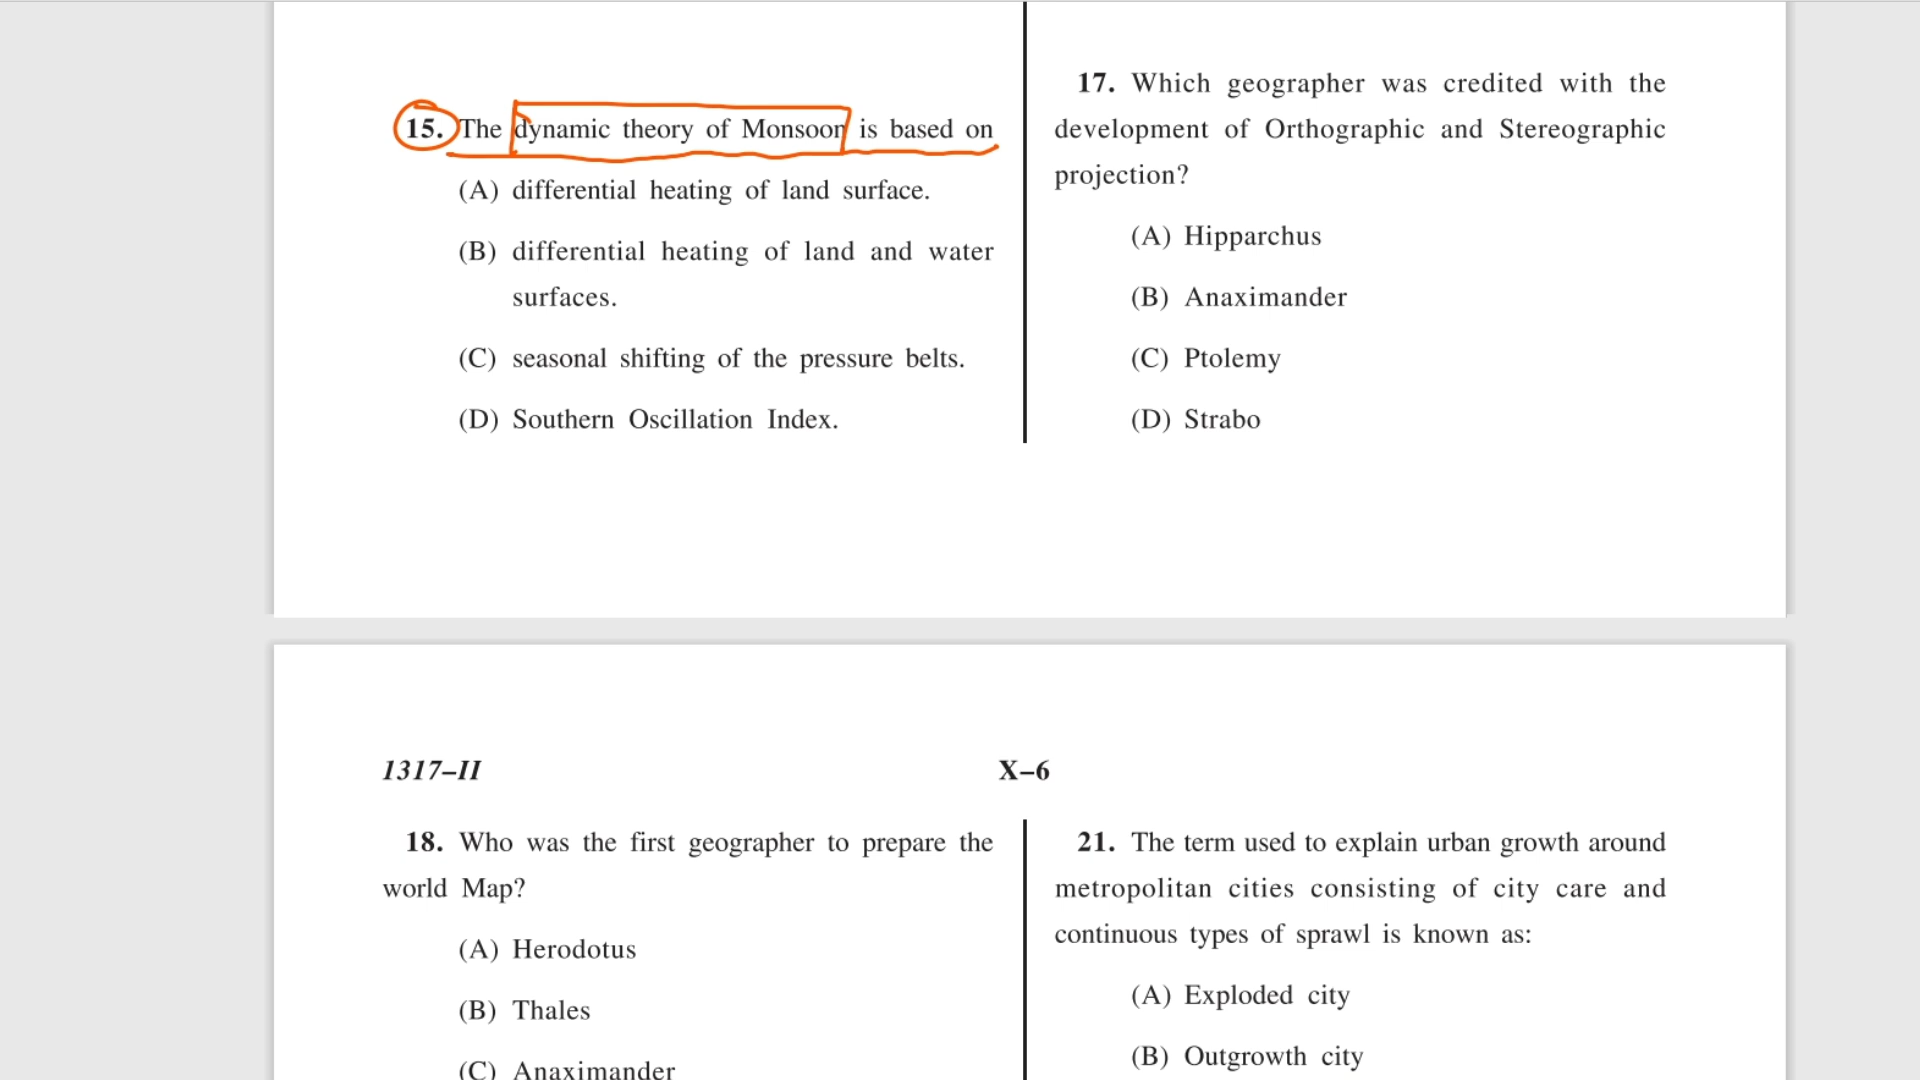 15. The dynamic theory of Monsoon is based on
(A) differential heating of land surface.
(B) differential heating of land and water
surfaces.
(C) seasonal shifting of the pressure belts.
(D) Southern Oscillation Index.
17. Which geographer was credited with the
development of Orthographic and Stereographic
projection?
(A) Hipparchus
(B) Anaximander
(C) Ptolemy
(D) Strabo
1317–II
X–6
18. Who was the first geographer to prepare the
world Map?
(A) Herodotus
(B) Thales
(C) Anaximander
21. The term used to explain urban growth around
metropolitan cities consisting of city care and
continuous types of sprawl is known as:
(A) Exploded city
(B) Outgrowth city